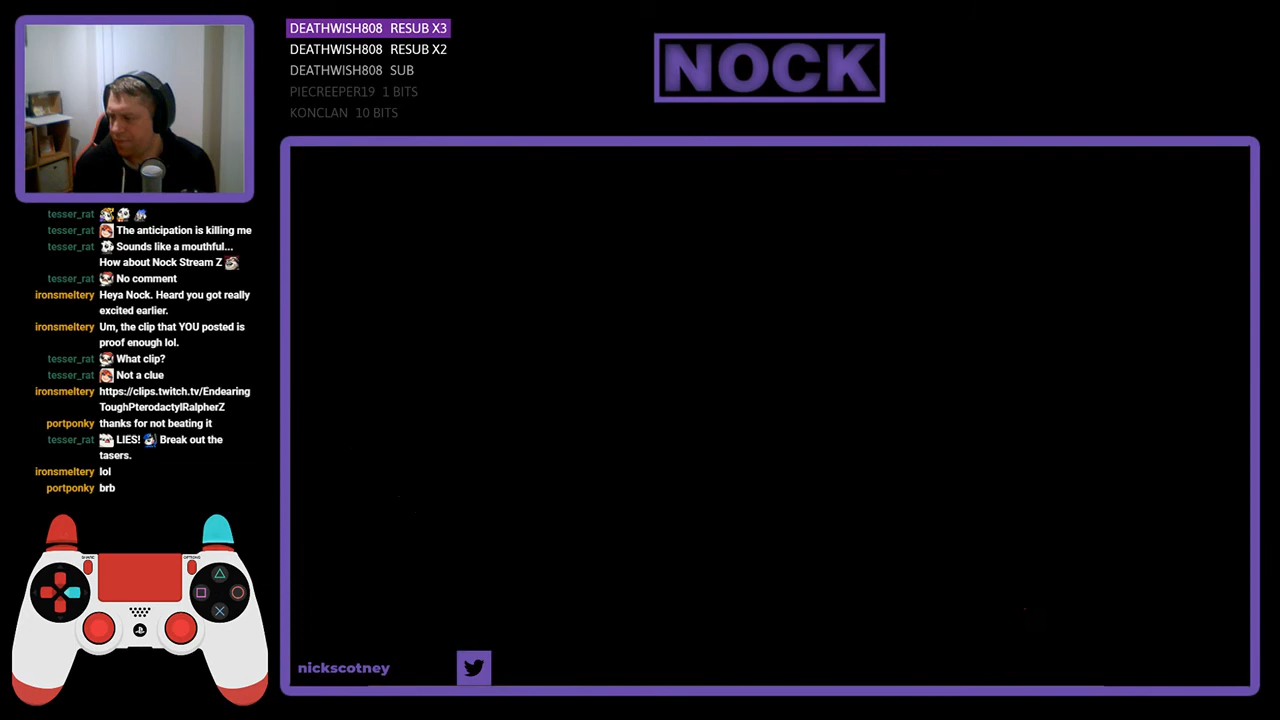 DEATHWISH808 RESUB X3
DEATHWISH808 RESUB X2
DEATHWISH808 SUB
PIECREEPER19 1 BITS
KONCLAN 10 BITS
NOCK
tesser_rat
tesser_rat The anticipation is killing me
tesser_rat Sounds like a mouthful...
How about Nock Stream Z
tesser_rat No comment
ironsmeltery Heya Nock. Heard you got really
excited earlier.
ironsmeltery Um, the clip that YOU posted is
proof enough lol.
tesser_rat What clip?
tesser_rat Not a clue
ironsmeltery https://clips.twitch.tv/Endearing
ToughPterodactylRalpherZ
portponky thanks for not beating it
tesser_rat LIES! Break out the
tasers.
ironsmeltery lol
portponky brb
SHARE
OPTIONS
nickscotney